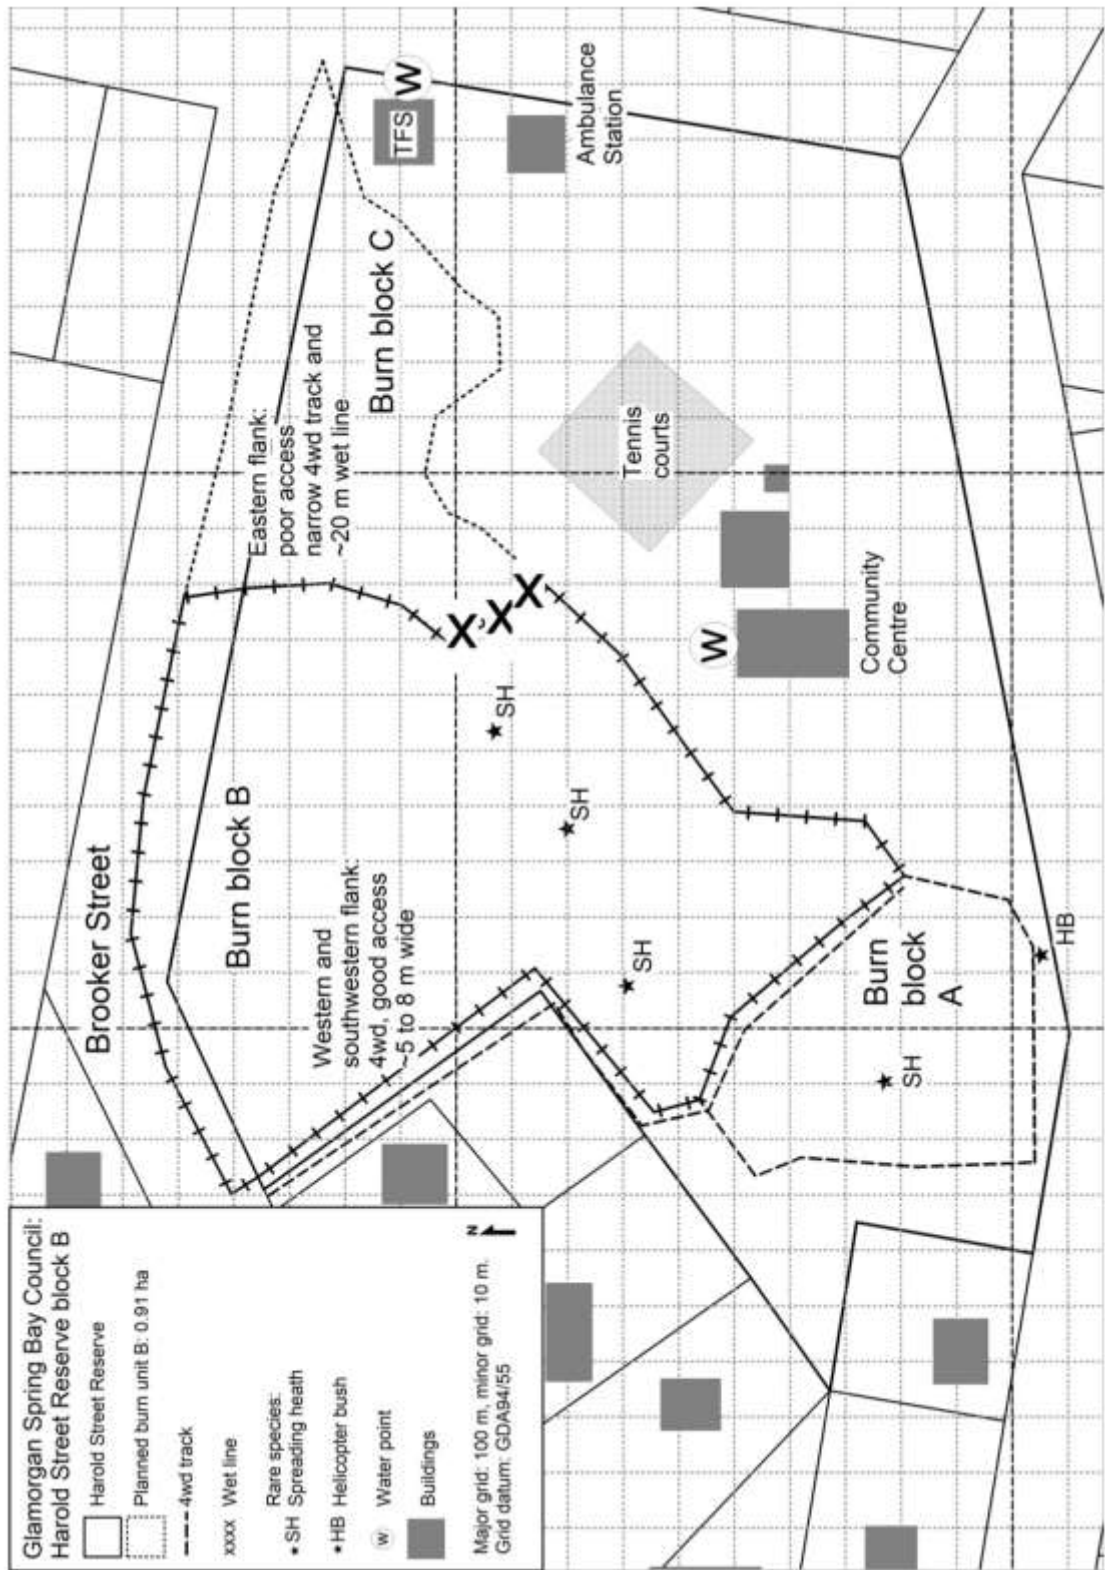 Glamorgan Spring Bay Council:
Harold Street Reserve block B
Harold Street Reserve
Planned burn unit B: 0.91 ha
4wd track
xxxx Wet line
Rare species:
SH Spreading heath
HB Helicopter bush
W Water point
Buildings
Major grid: 100 m, minor grid: 10 m.
Grid datum: GDA94/55
N
Brooker Street
Burn block B
Western and
southwestern flank:
4wd, good access
~5 to 8 m wide
Eastern flank:
poor access
narrow 4wd track and
~20 m wet line
Burn block C
TFS
W
Ambulance
Station
X
X
X
SH
SH
SH
Tennis
courts
W
Community
Centre
Burn
block
A
SH
HB